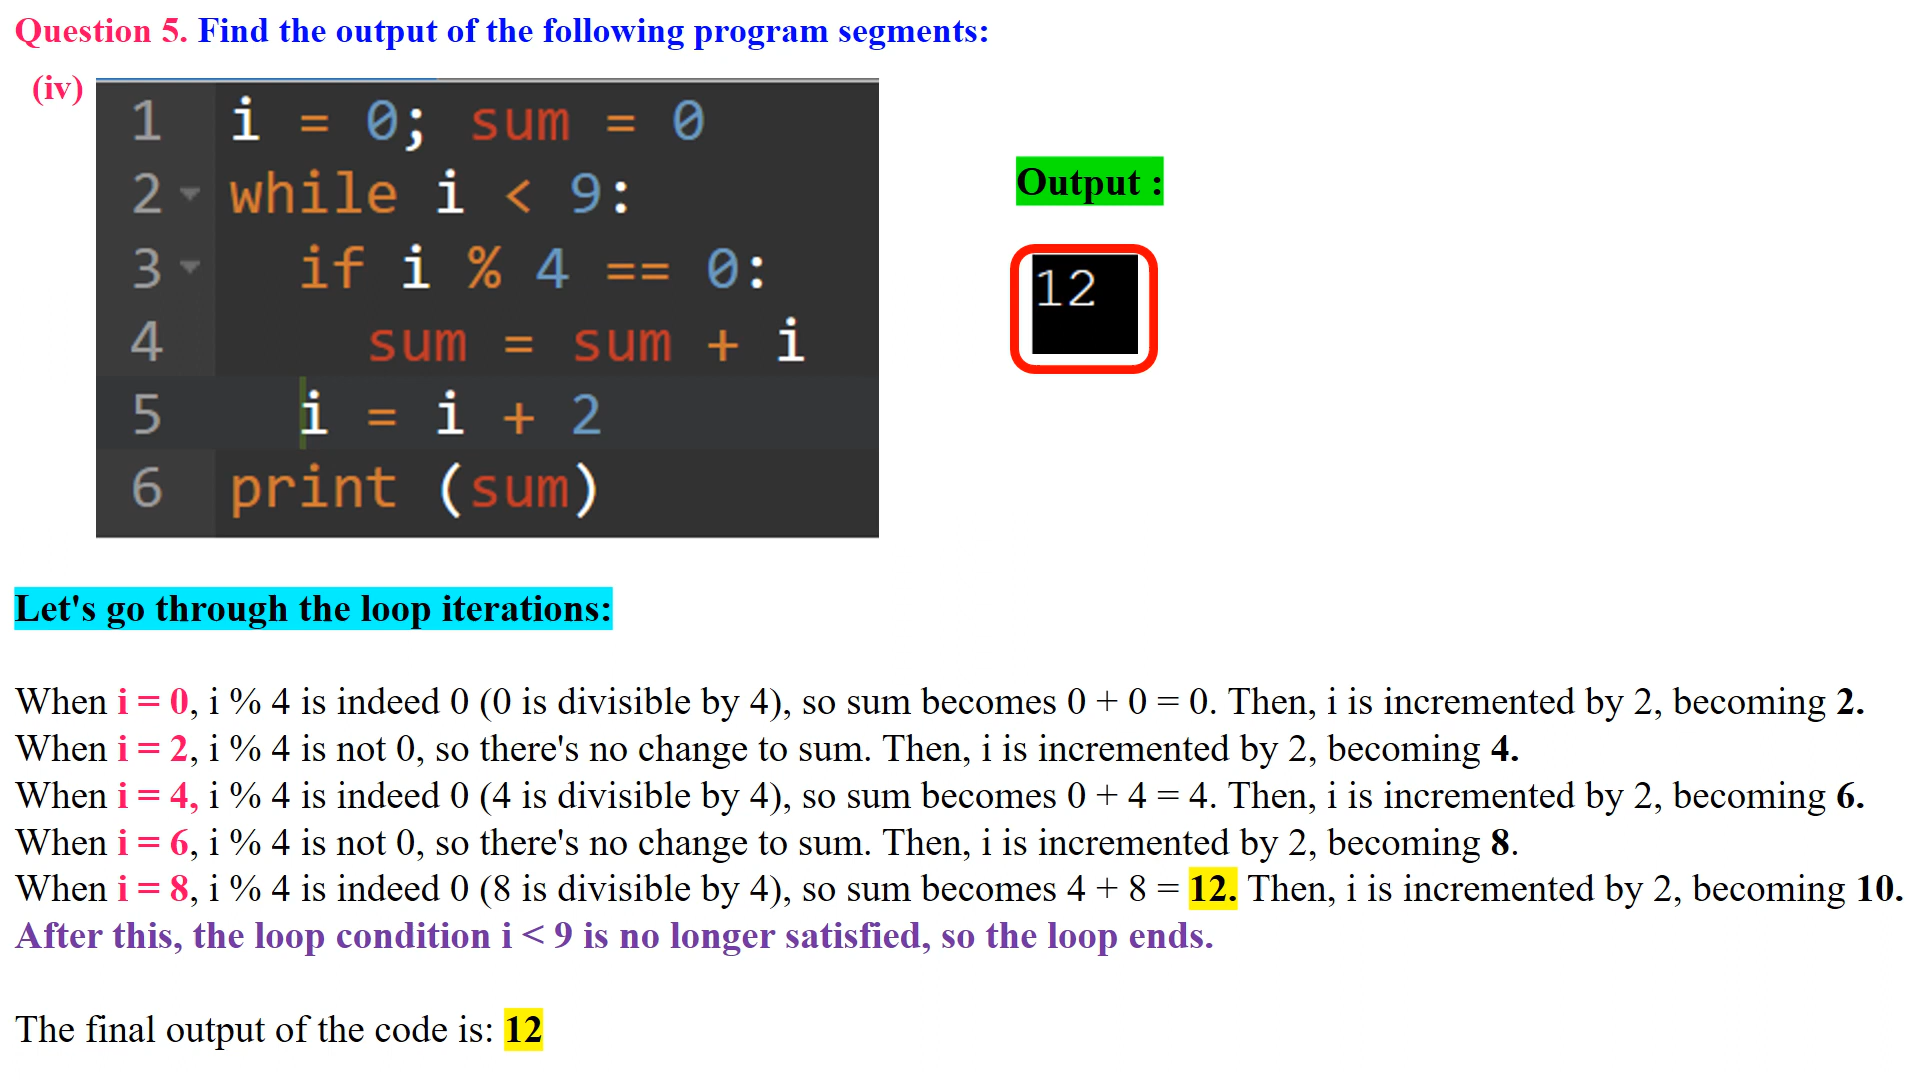 Question 5. Find the output of the following program segments:
(iv)
1 i = 0; sum = 0
2 while i < 9:
3 if i % 4 == 0:
4 sum = sum + i
5 i = i + 2
6 print (sum)
Output :
12
Let's go through the loop iterations:
When i = 0, i % 4 is indeed 0 (0 is divisible by 4), so sum becomes 0 + 0 = 0. Then, i is incremented by 2, becoming 2.
When i = 2, i % 4 is not 0, so there's no change to sum. Then, i is incremented by 2, becoming 4.
When i = 4, i % 4 is indeed 0 (4 is divisible by 4), so sum becomes 0 + 4 = 4. Then, i is incremented by 2, becoming 6.
When i = 6, i % 4 is not 0, so there's no change to sum. Then, i is incremented by 2, becoming 8.
When i = 8, i % 4 is indeed 0 (8 is divisible by 4), so sum becomes 4 + 8 = 12. Then, i is incremented by 2, becoming 10.
After this, the loop condition i < 9 is no longer satisfied, so the loop ends.
The final output of the code is: 12